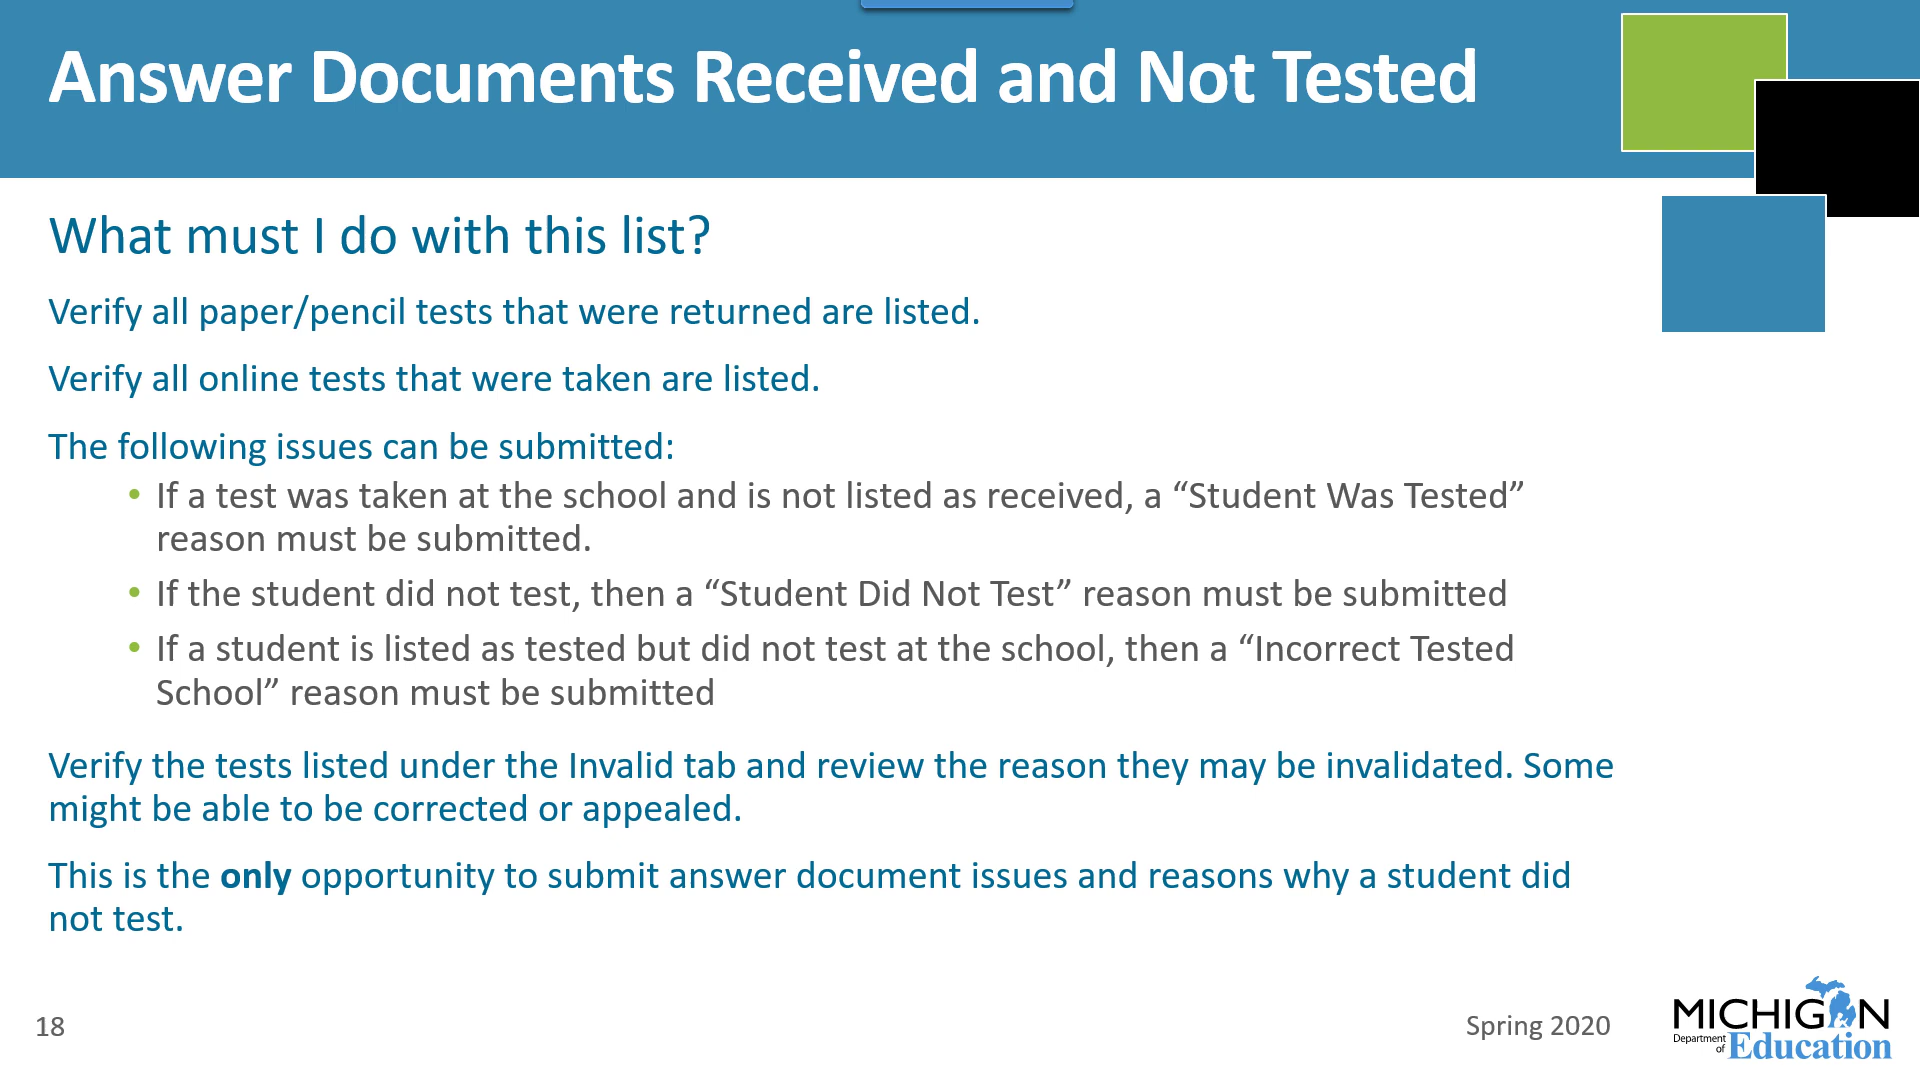 Answer Documents Received and Not Tested
What must I do with this list?
Verify all paper/pencil tests that were returned are listed.
Verify all online tests that were taken are listed.
The following issues can be submitted:
• If a test was taken at the school and is not listed as received, a “Student Was Tested”
reason must be submitted.
• If the student did not test, then a “Student Did Not Test” reason must be submitted
• If a student is listed as tested but did not test at the school, then a “Incorrect Tested
School” reason must be submitted
Verify the tests listed under the Invalid tab and review the reason they may be invalidated. Some
might be able to be corrected or appealed.
This is the only opportunity to submit answer document issues and reasons why a student did
not test.
18
Spring 2020
MICHIGAN
Department
of Education